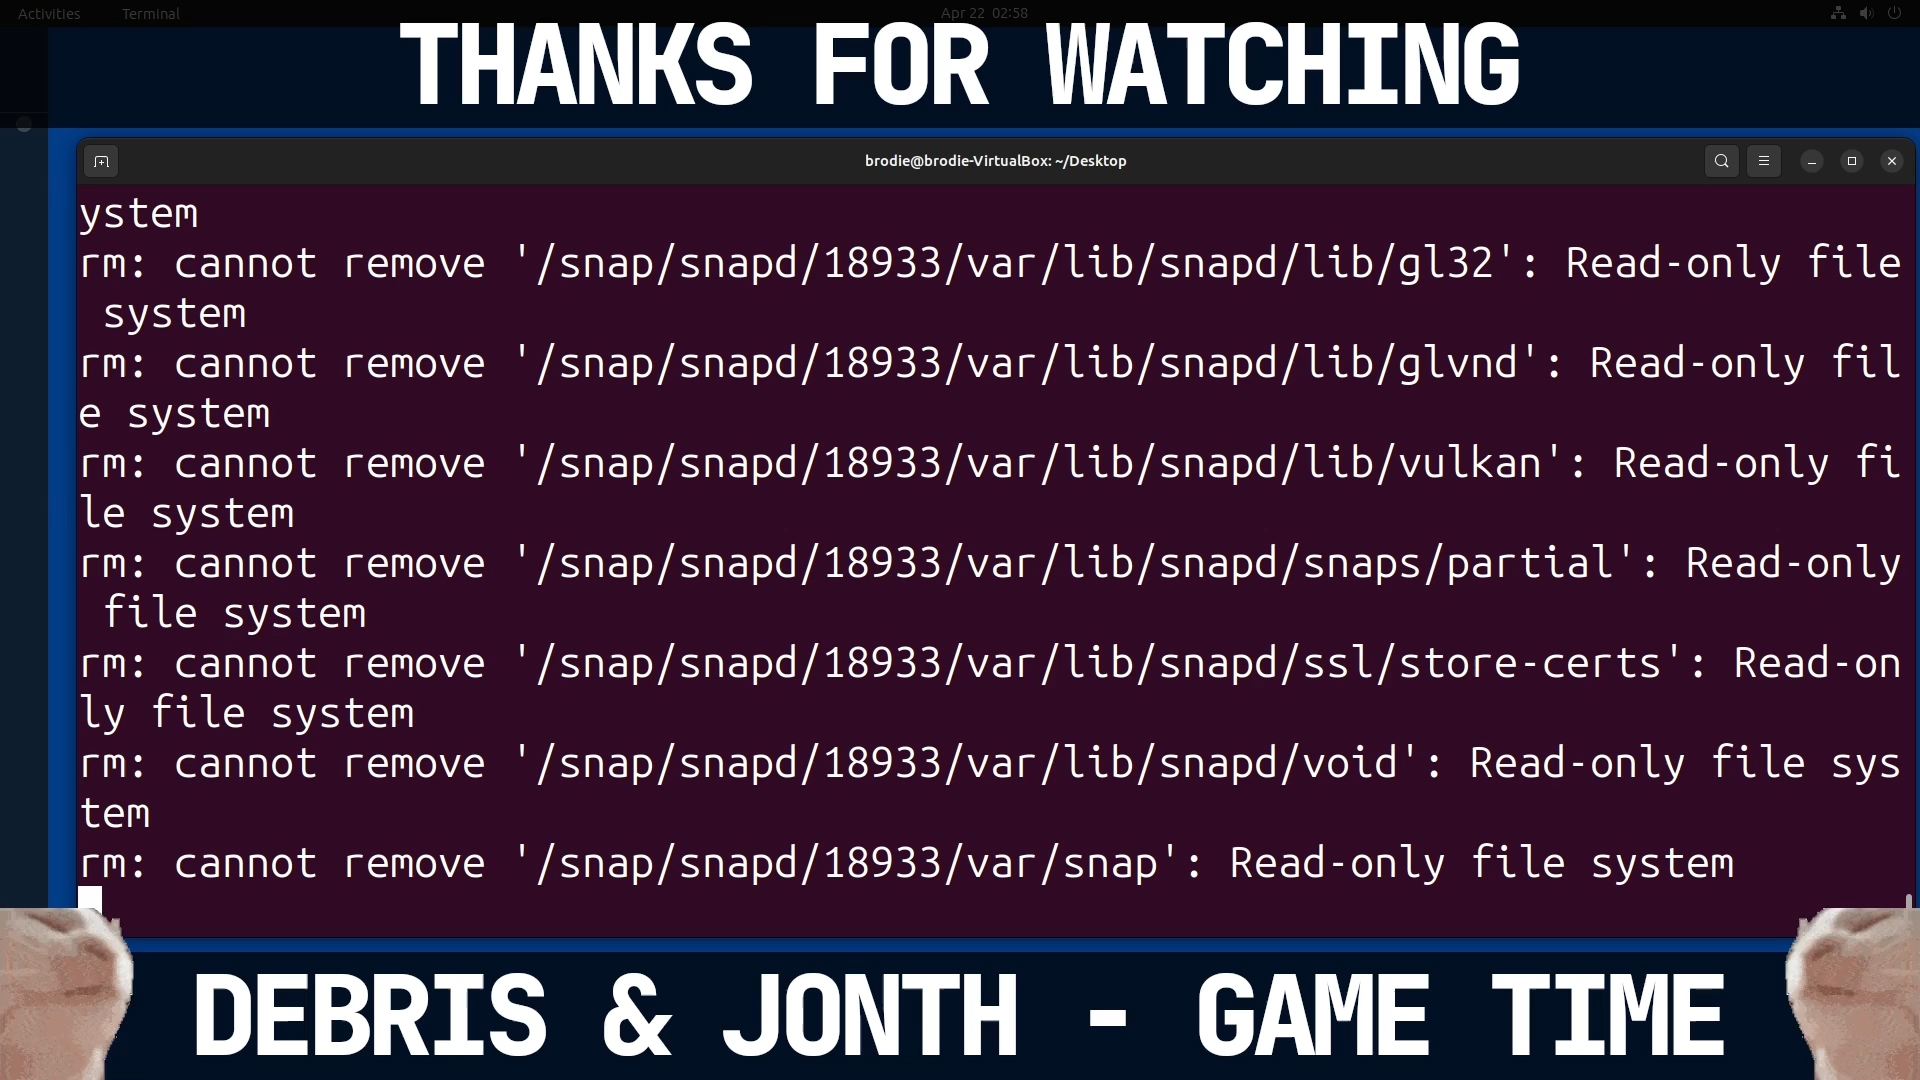 Activities Terminal Apr 22 02:58
THANKS FOR WATCHING
brodie@brodie-VirtualBox: ~/Desktop
ystem
rm: cannot remove '/snap/snapd/18933/var/lib/snapd/lib/gl32': Read-only file
 system
rm: cannot remove '/snap/snapd/18933/var/lib/snapd/lib/glvnd': Read-only fil
e system
rm: cannot remove '/snap/snapd/18933/var/lib/snapd/lib/vulkan': Read-only fi
le system
rm: cannot remove '/snap/snapd/18933/var/lib/snapd/snaps/partial': Read-only
 file system
rm: cannot remove '/snap/snapd/18933/var/lib/snapd/ssl/store-certs': Read-on
ly file system
rm: cannot remove '/snap/snapd/18933/var/lib/snapd/void': Read-only file sys
tem
rm: cannot remove '/snap/snapd/18933/var/snap': Read-only file system
DEBRIS & JONTH - GAME TIME